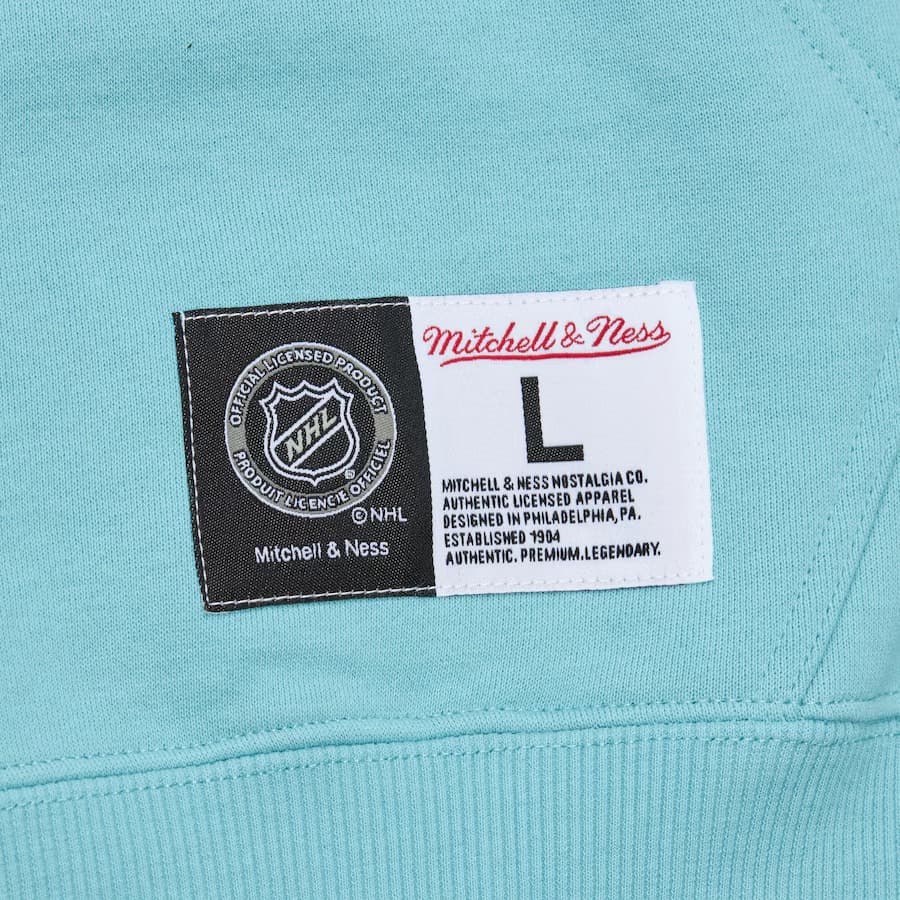 OFFICIAL LICENSED PRODUCT
NHL
®
PRODUIT LICENCIE OFFICIEL
© NHL
Mitchell & Ness
Mitchell & Ness
L
MITCHELL & NESS NOSTALGIA CO.
AUTHENTIC LICENSED APPAREL
DESIGNED IN PHILADELPHIA, PA.
ESTABLISHED 1904
AUTHENTIC. PREMIUM. LEGENDARY.